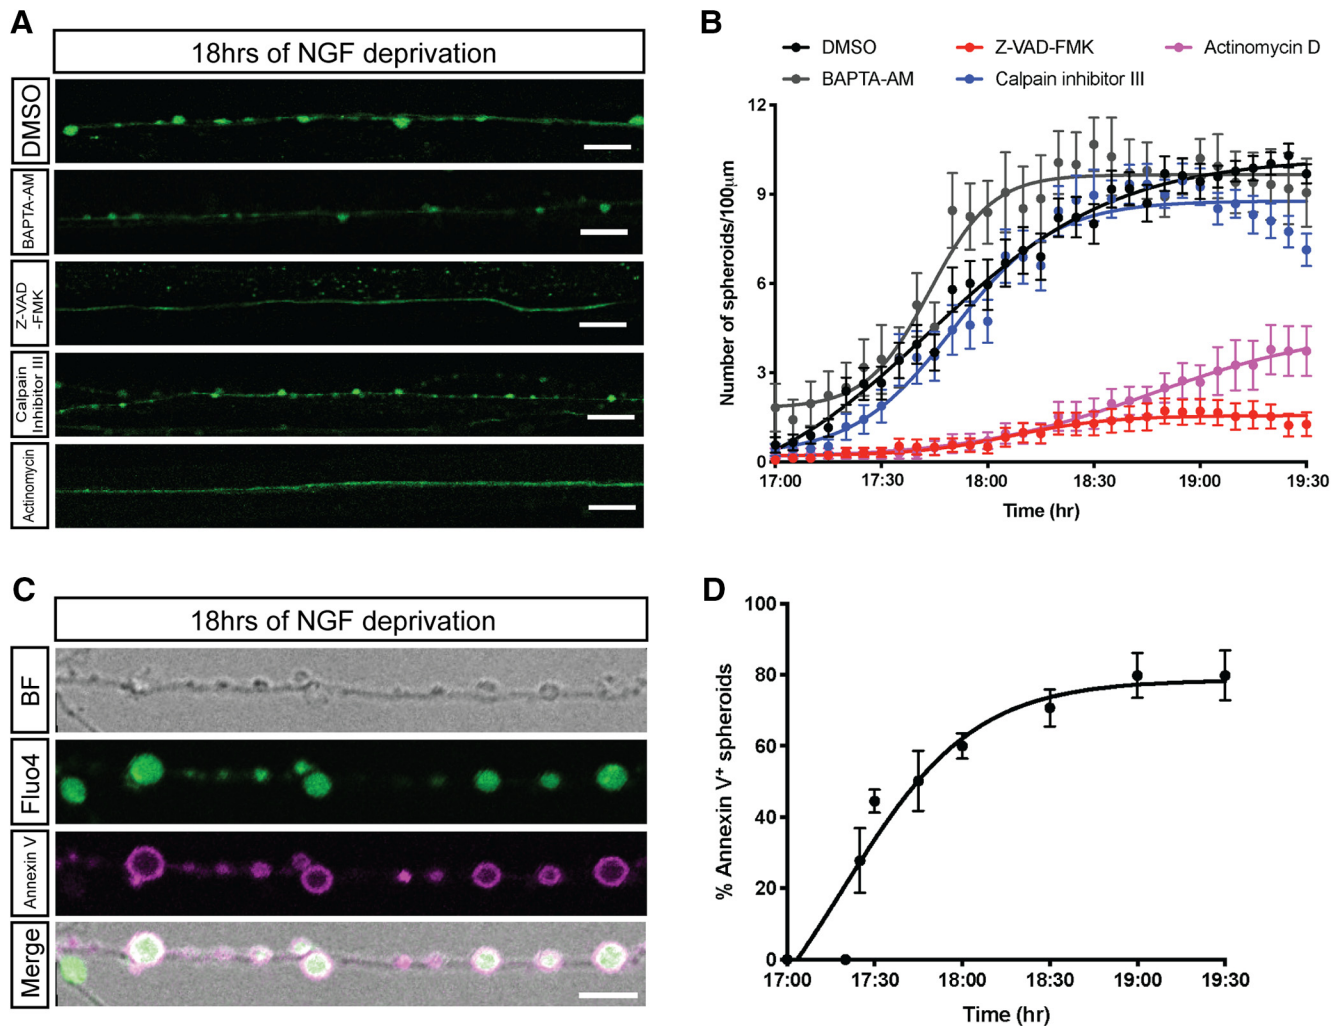 A
18hrs of NGF deprivation
DMSO
BAPTA-AM
Z-VAD
-FMK
Calpain
Inhibitor III
Actinomycin
B
DMSO
Z-VAD-FMK
Actinomycin D
BAPTA-AM
Calpain inhibitor III
Number of spheroids/100μm
12
9
6
3
0
17:00
17:30
18:00
18:30
19:00
19:30
Time (hr)
C
18hrs of NGF deprivation
BF
Fluo4
Annexin V
Merge
D
% Annexin V⁺ spheroids
100
80
60
40
20
0
17:00
17:30
18:00
18:30
19:00
19:30
Time (hr)